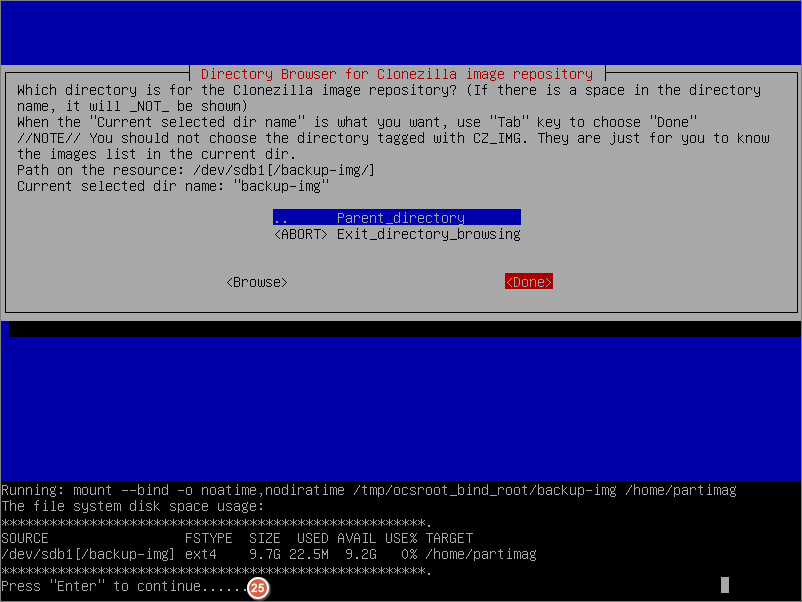 Directory Browser for Clonezilla image repository
Which directory is for the Clonezilla image repository? (If there is a space in the directory
name, it will _NOT_ be shown)
When the "Current selected dir name" is what you want, use "Tab" key to choose "Done"
//NOTE// You should not choose the directory tagged with CZ_IMG. They are just for you to know
the images list in the current dir.
Path on the resource: /dev/sdb1[/backup-img/]
Current selected dir name: "backup-img"
.. Parent_directory
<ABORT> Exit_directory_browsing
<Browse> <Done>
Running: mount --bind -o noatime,nodiratime /tmp/ocsroot_bind_root/backup-img /home/partimag
The file system disk space usage:
*****************************************************.
SOURCE FSTYPE SIZE USED AVAIL USE% TARGET
/dev/sdb1[/backup-img] ext4 9.7G 22.5M 9.2G 0% /home/partimag
*****************************************************.
Press "Enter" to continue...... 25